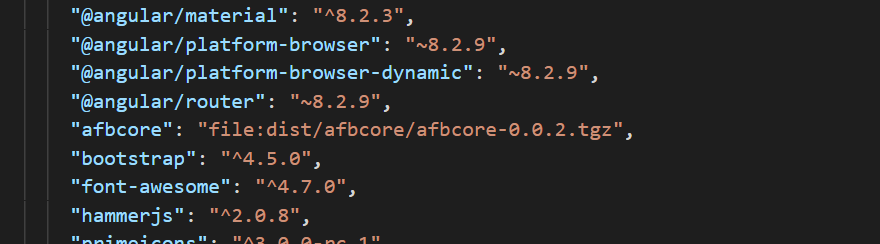 "@angular/material": "^8.2.3",
"@angular/platform-browser": "~8.2.9",
"@angular/platform-browser-dynamic": "~8.2.9",
"@angular/router": "~8.2.9",
"afbcore": "file:dist/afbcore/afbcore-0.0.2.tgz",
"bootstrap": "^4.5.0",
"font-awesome": "^4.7.0",
"hammerjs": "^2.0.8",
"primeicons": "^3.0.0-rc.1"